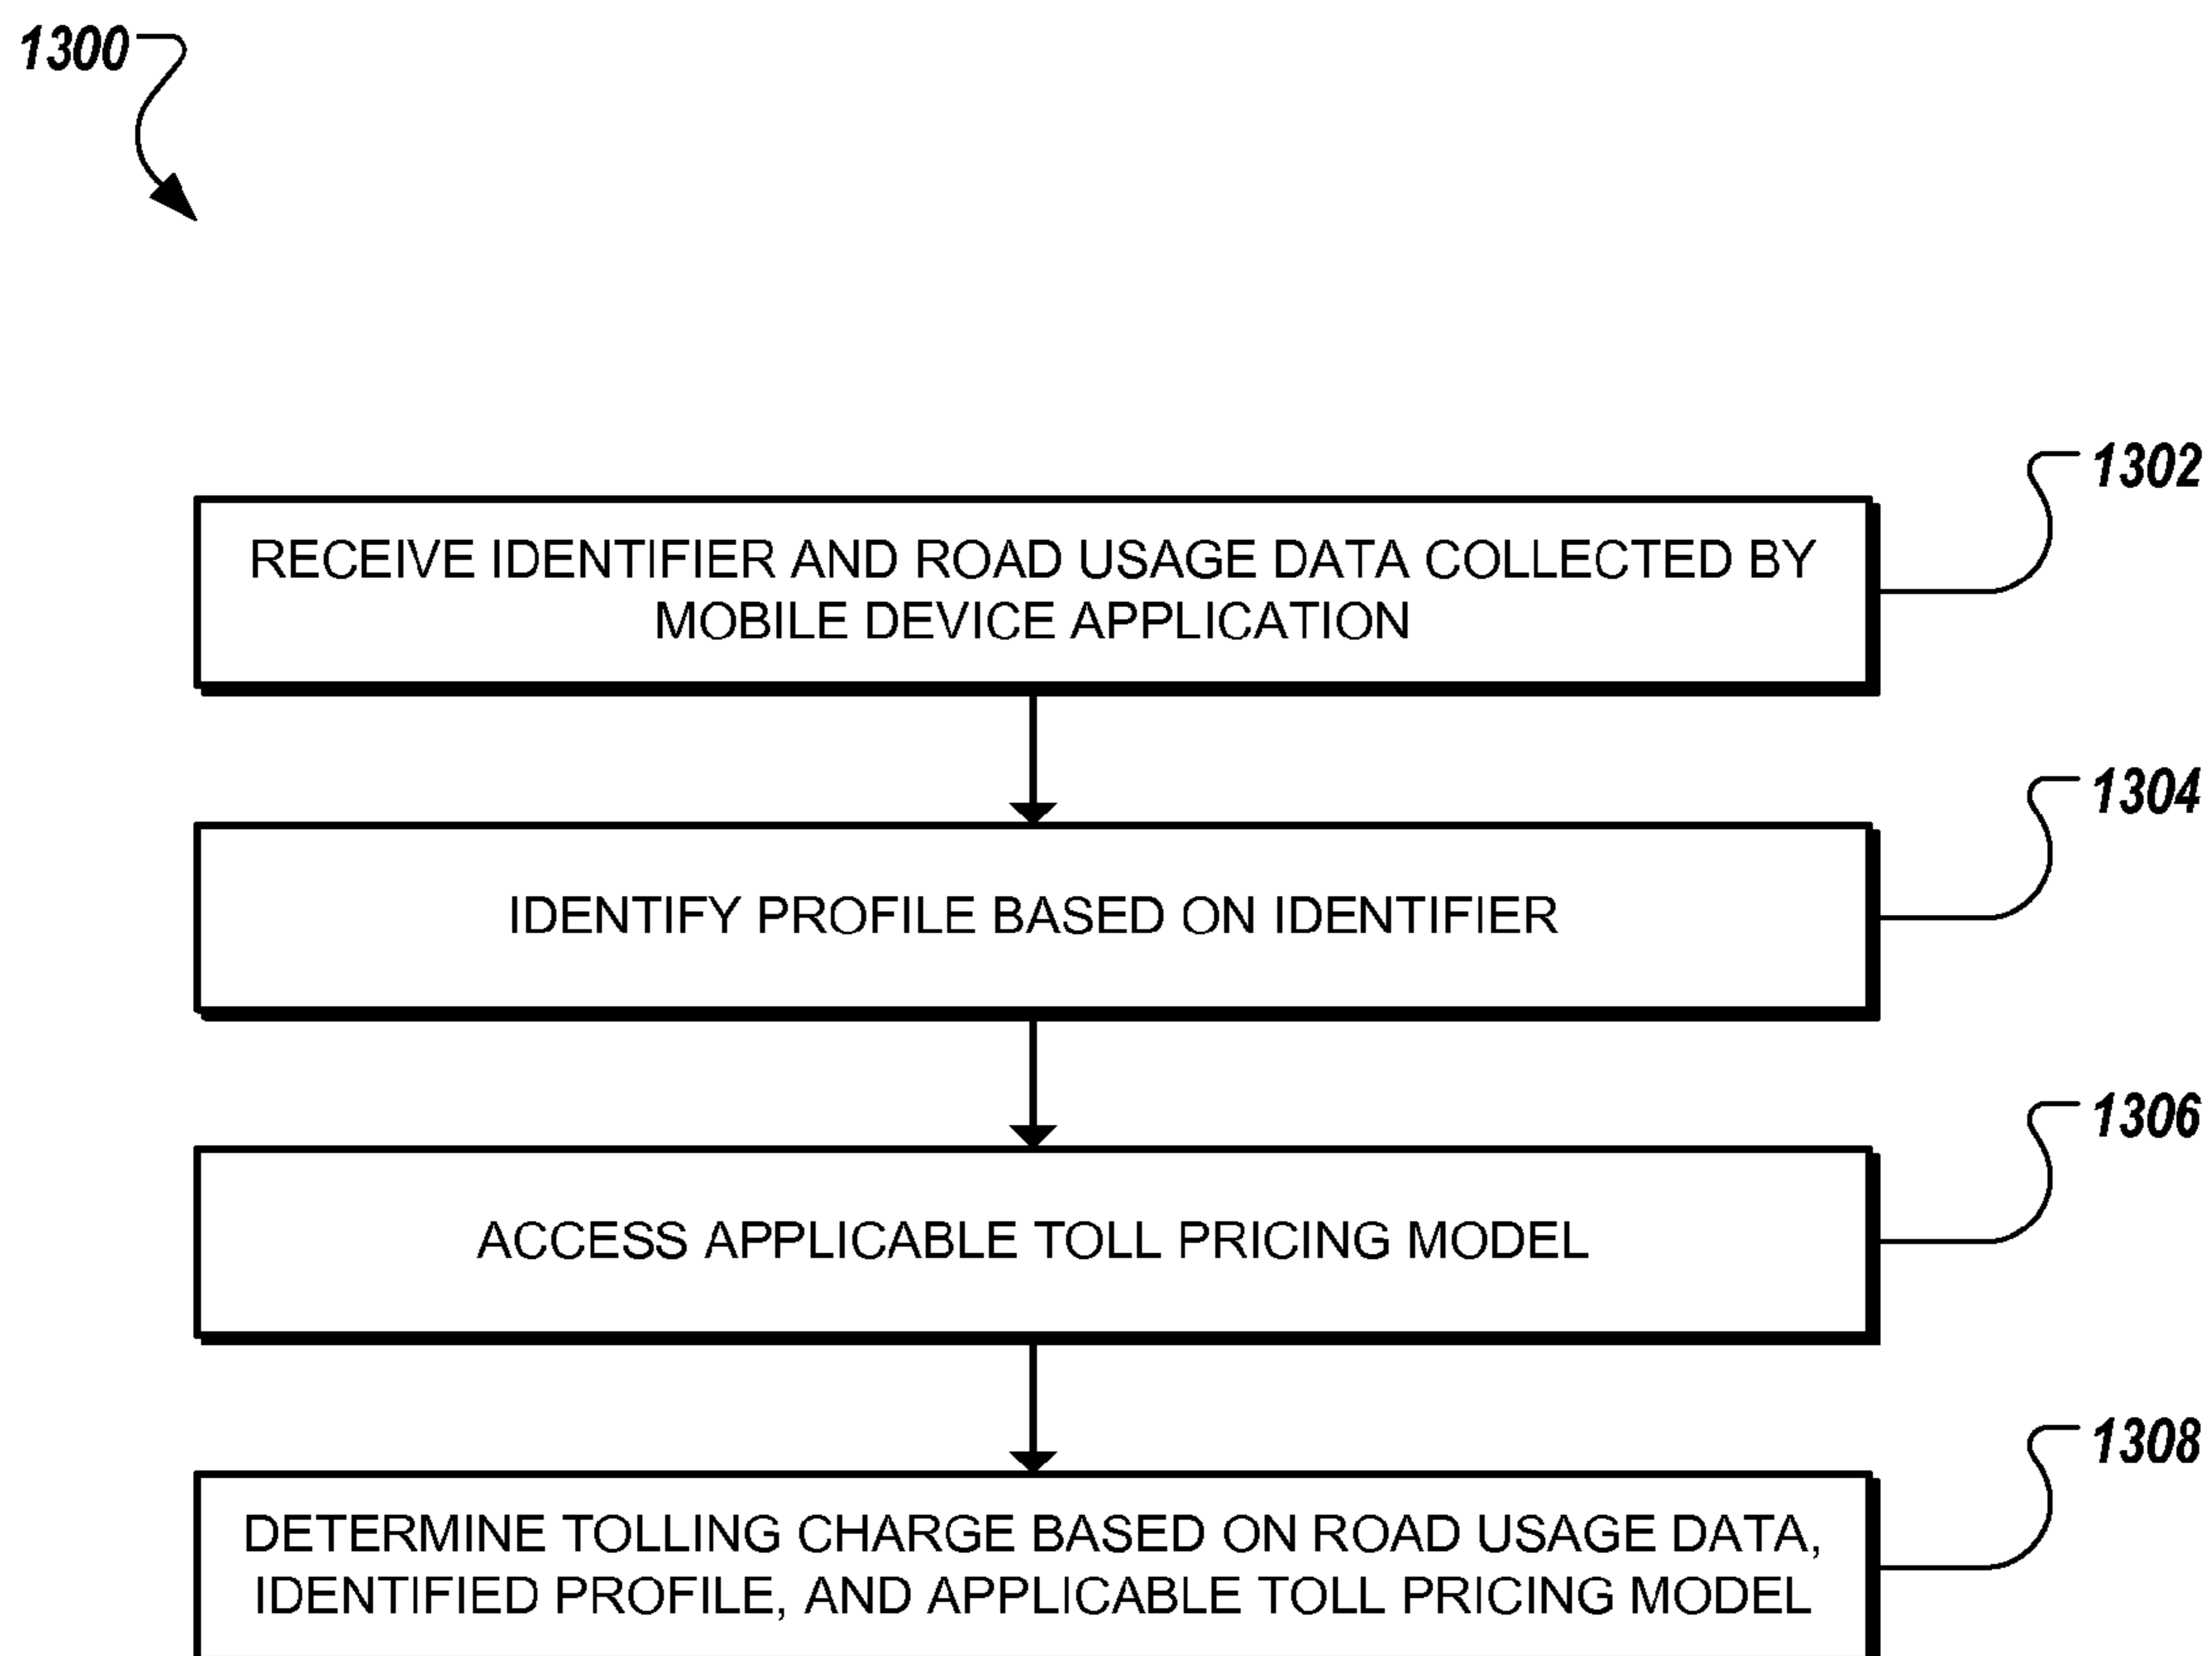 1300
1302
RECEIVE IDENTIFIER AND ROAD USAGE DATA COLLECTED BY
MOBILE DEVICE APPLICATION
1304
IDENTIFY PROFILE BASED ON IDENTIFIER
1306
ACCESS APPLICABLE TOLL PRICING MODEL
1308
DETERMINE TOLLING CHARGE BASED ON ROAD USAGE DATA,
IDENTIFIED PROFILE, AND APPLICABLE TOLL PRICING MODEL